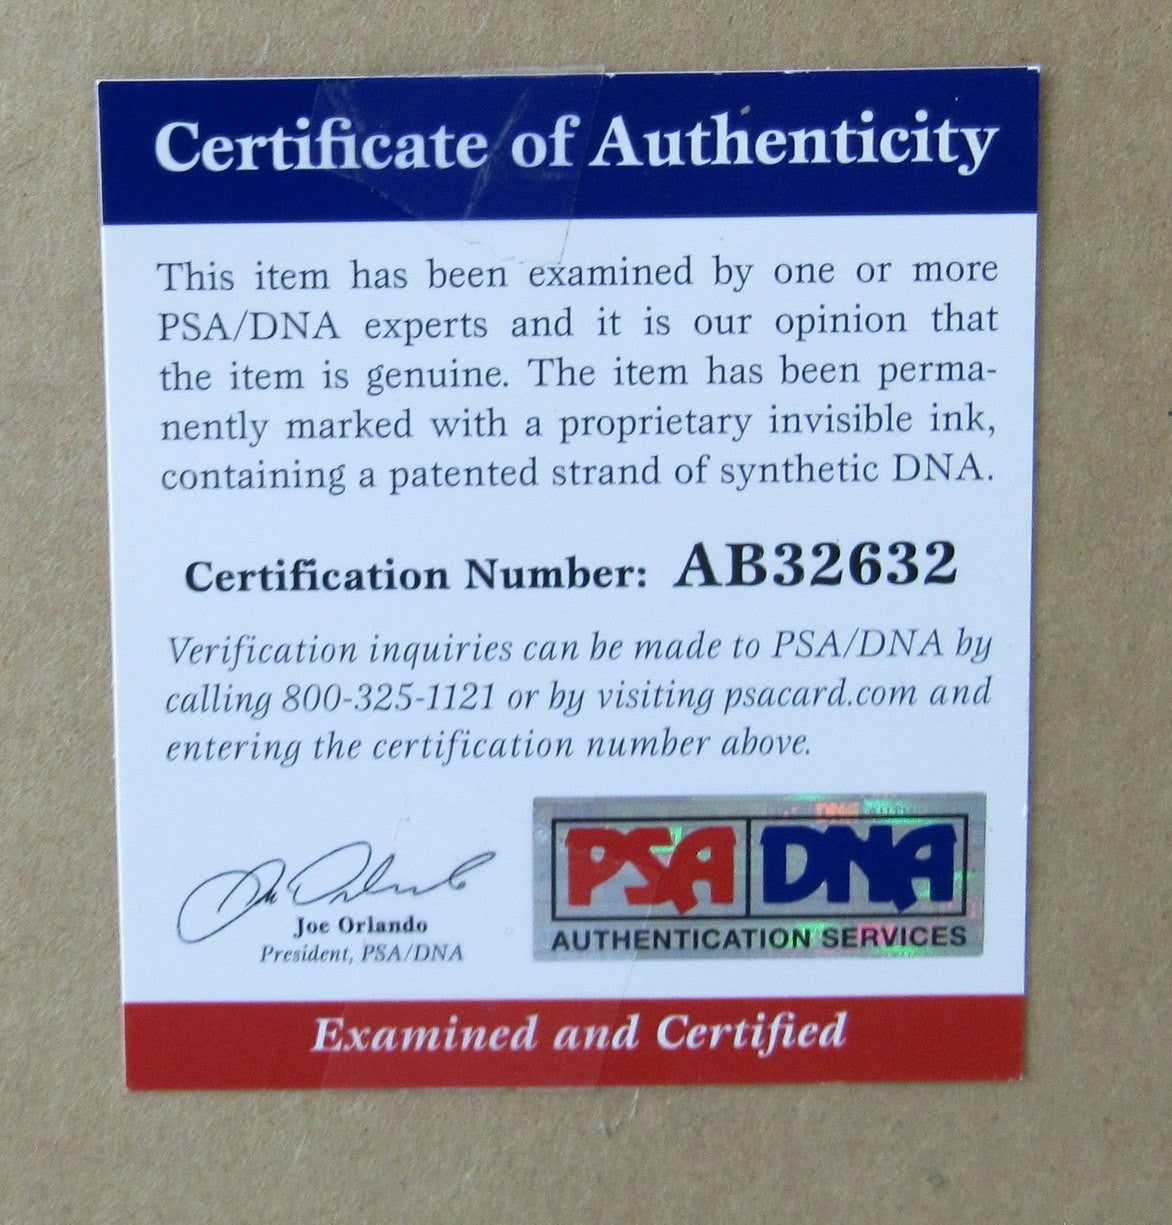 Certificate of Authenticity
This item has been examined by one or more
PSA/DNA experts and it is our opinion that
the item is genuine. The item has been perma-
nently marked with a proprietary invisible ink,
containing a patented strand of synthetic DNA.
Certification Number: AB32632
Verification inquiries can be made to PSA/DNA by
calling 800-325-1121 or by visiting psacard.com and
entering the certification number above.
Joe Orlando
President, PSA/DNA
PSA DNA
AUTHENTICATION SERVICES
Examined and Certified